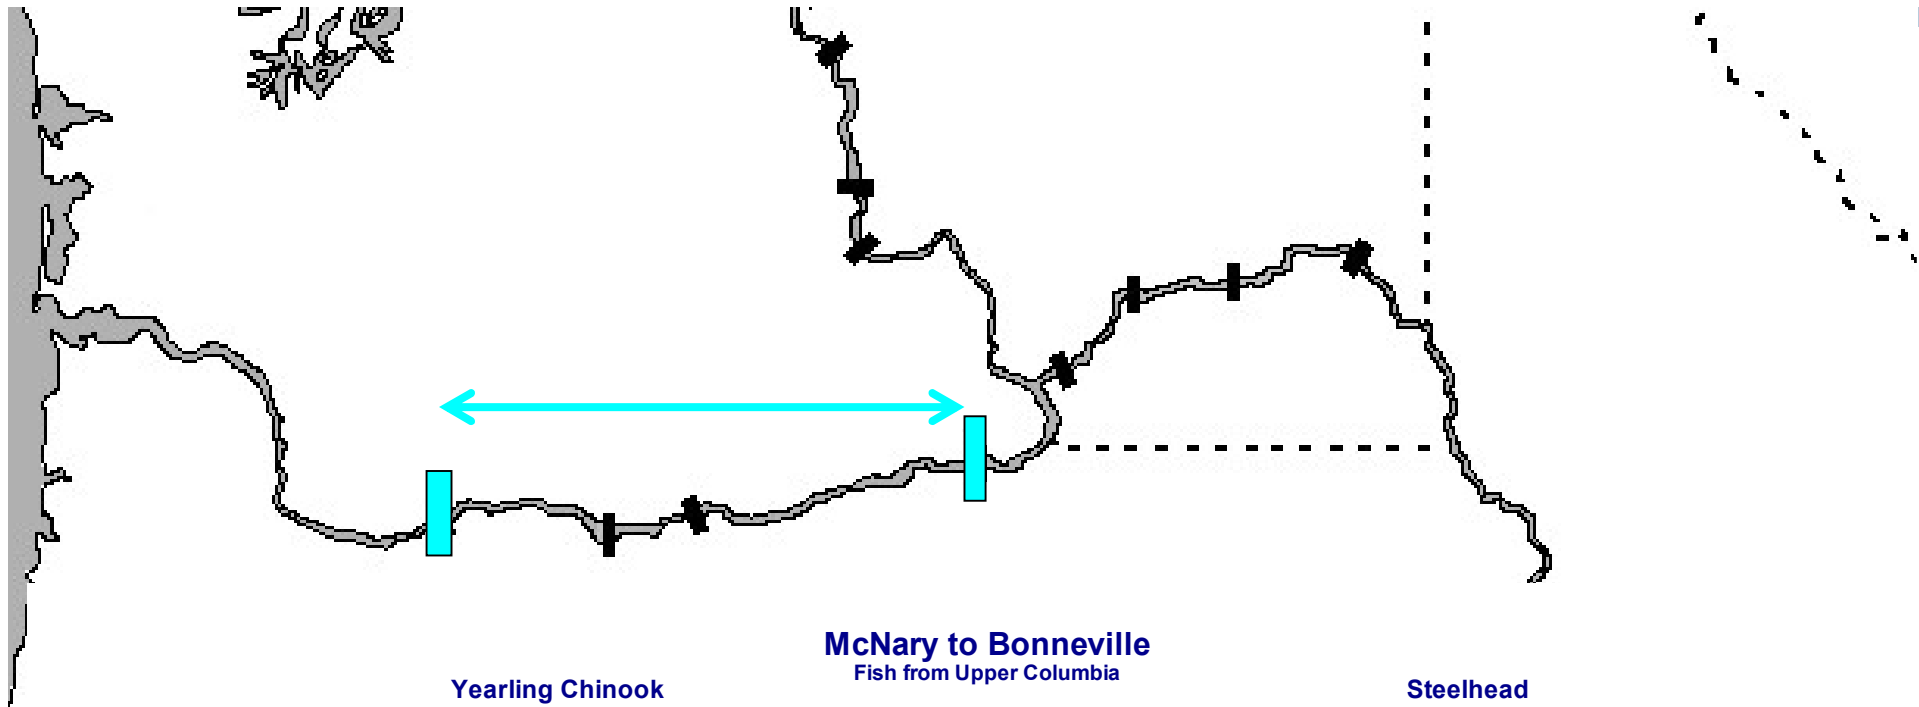 McNary to Bonneville
Fish from Upper Columbia
Yearling Chinook
Steelhead